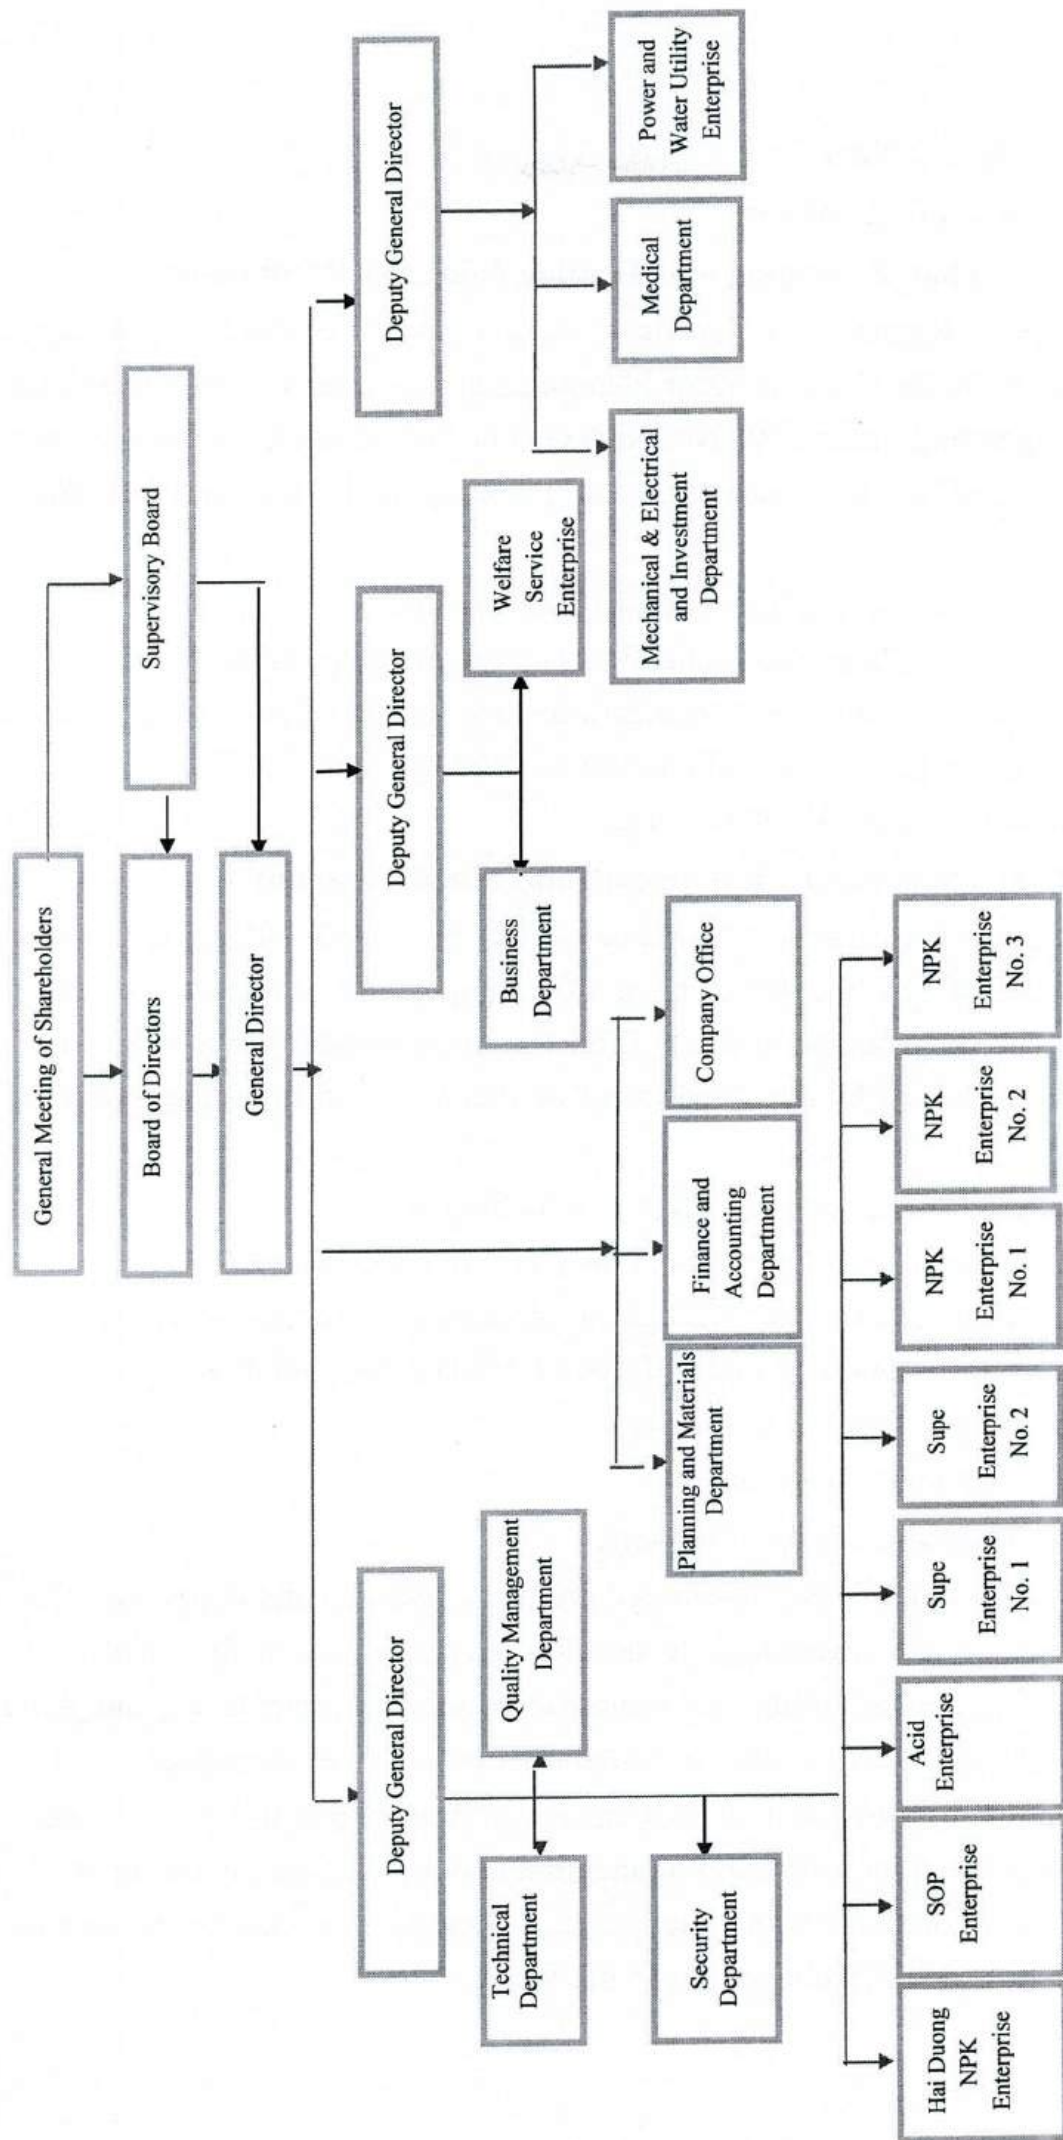 General Meeting of Shareholders
Supervisory Board
Board of Directors
General Director
Deputy General Director
Deputy General Director
Deputy General Director
Technical
Department
Quality Management
Department
Business
Department
Welfare
Service
Enterprise
Security
Department
Planning and Materials
Department
Finance and
Accounting
Department
Company Office
Mechanical & Electrical
and Investment
Department
Medical
Department
Power and
Water Utility
Enterprise
Hai Duong
NPK
Enterprise
SOP
Enterprise
Acid
Enterprise
Supe
Enterprise
No. 1
Supe
Enterprise
No. 2
NPK
Enterprise
No. 1
NPK
Enterprise
No. 2
NPK
Enterprise
No. 3